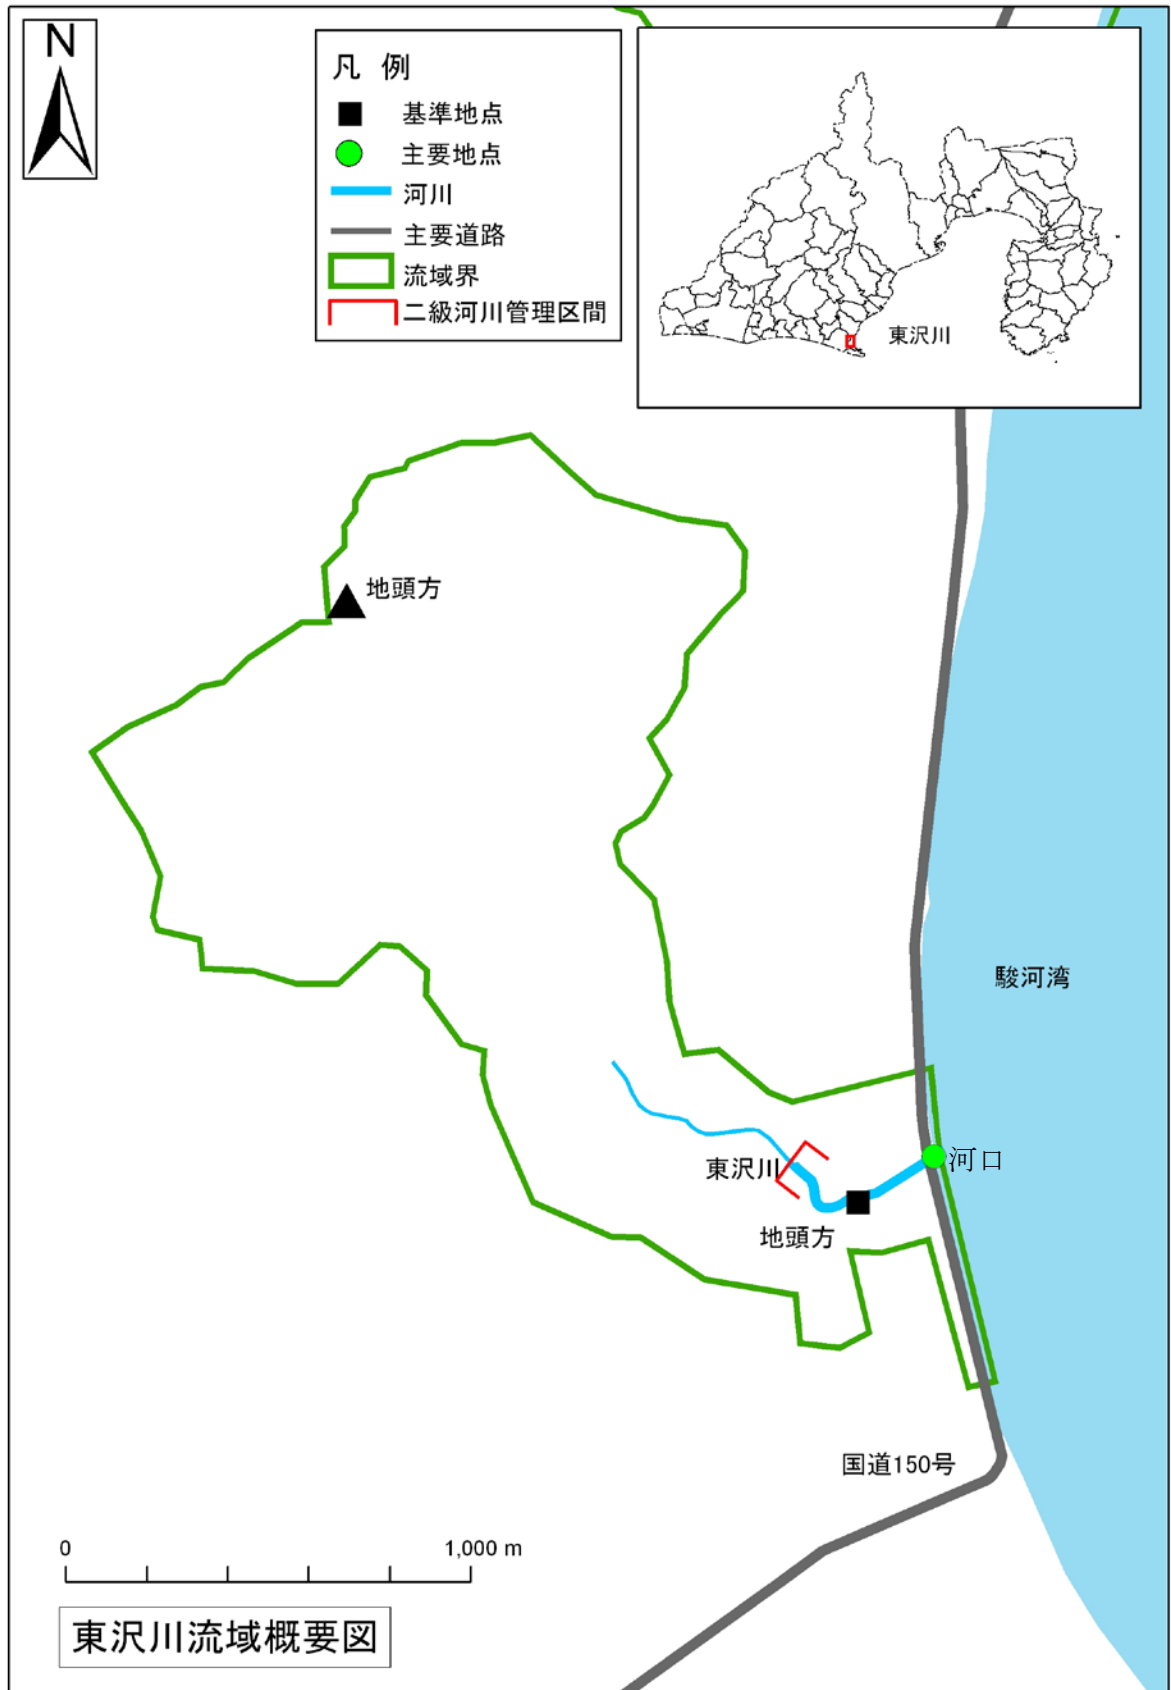 N
凡 例
基準地点
主要地点
河川
主要道路
流域界
二級河川管理区間
東沢川
地頭方
駿河湾
東沢川
河口
地頭方
国道150号
0 1,000 m
東沢川流域概要図